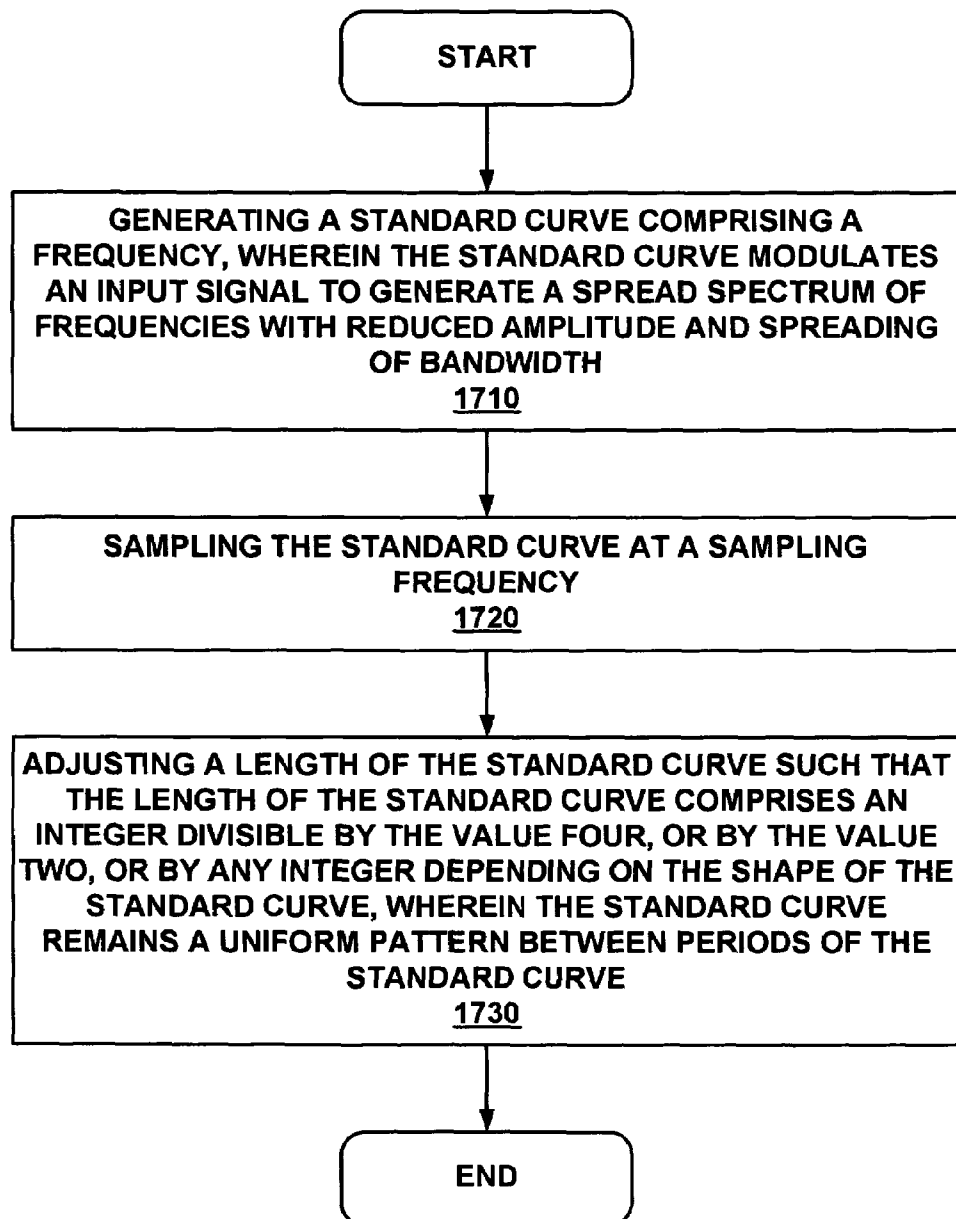 START
GENERATING A STANDARD CURVE COMPRISING A
FREQUENCY, WHEREIN THE STANDARD CURVE MODULATES
AN INPUT SIGNAL TO GENERATE A SPREAD SPECTRUM OF
FREQUENCIES WITH REDUCED AMPLITUDE AND SPREADING
OF BANDWIDTH
1710
SAMPLING THE STANDARD CURVE AT A SAMPLING
FREQUENCY
1720
ADJUSTING A LENGTH OF THE STANDARD CURVE SUCH THAT
THE LENGTH OF THE STANDARD CURVE COMPRISES AN
INTEGER DIVISIBLE BY THE VALUE FOUR, OR BY THE VALUE
TWO, OR BY ANY INTEGER DEPENDING ON THE SHAPE OF THE
STANDARD CURVE, WHEREIN THE STANDARD CURVE
REMAINS A UNIFORM PATTERN BETWEEN PERIODS OF THE
STANDARD CURVE
1730
END